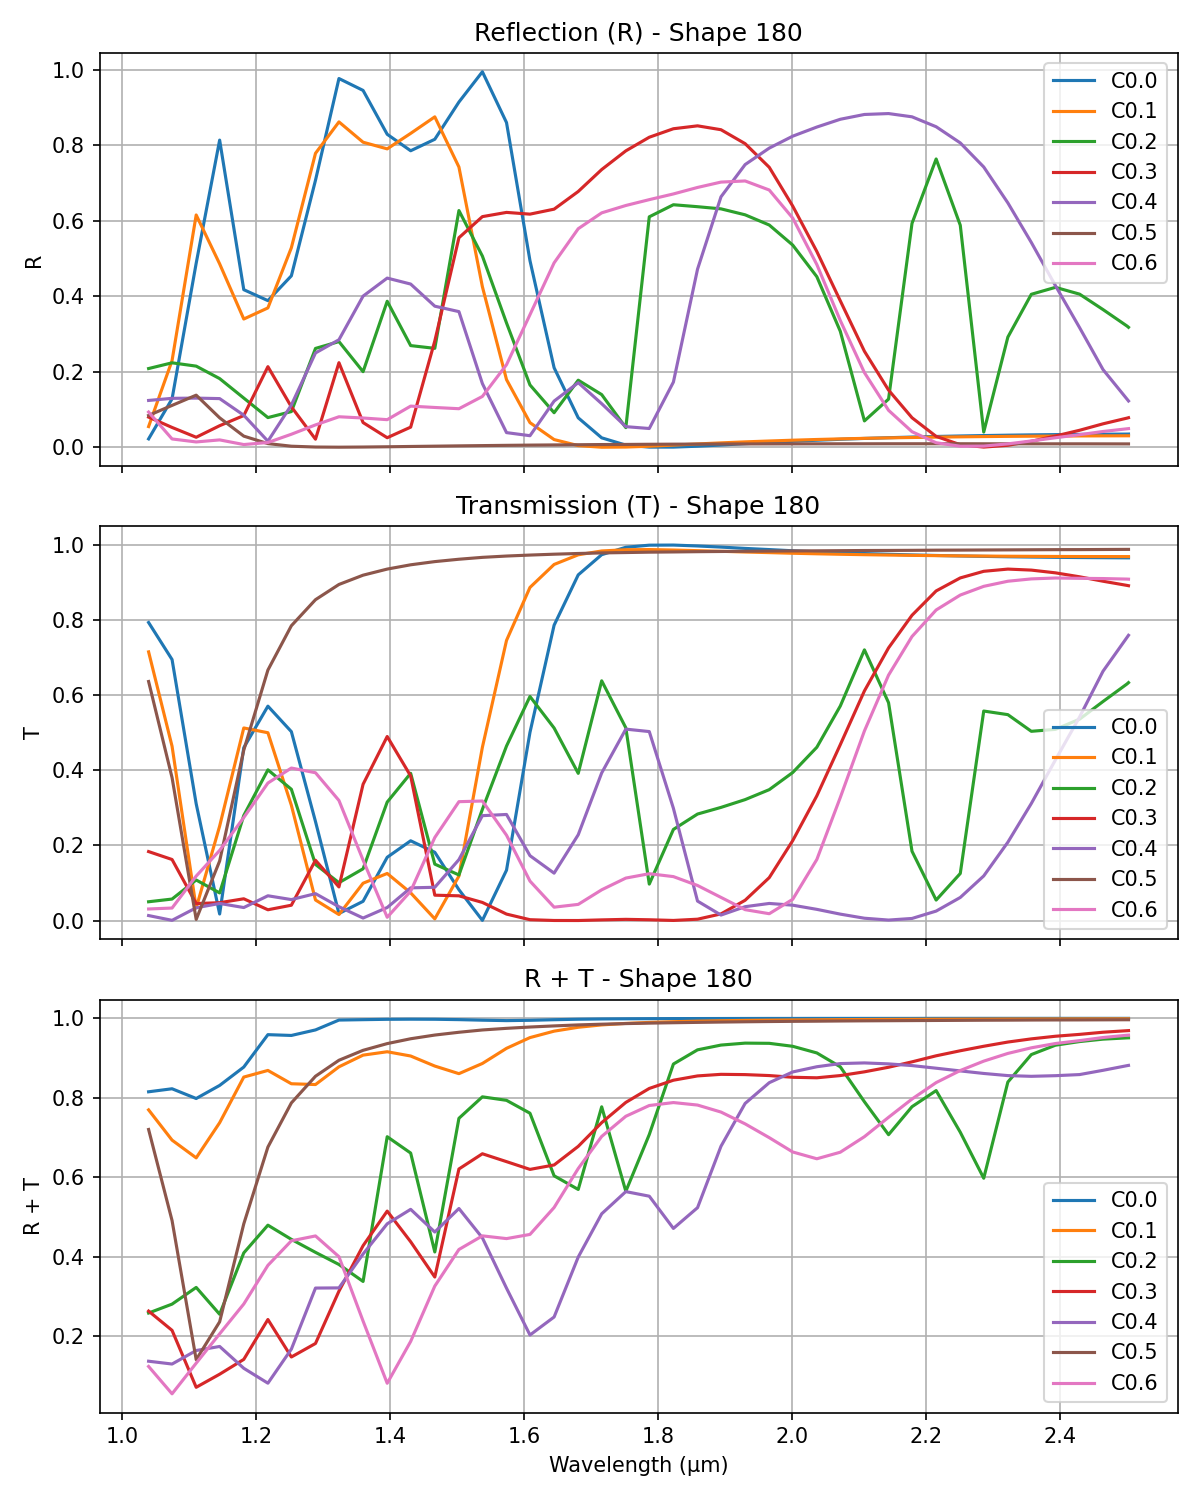 Reflection (R) - Shape 180
1.0
0.8
0.6
0.4
0.2
0.0
R
C0.0
C0.1
C0.2
C0.3
C0.4
C0.5
C0.6
Transmission (T) - Shape 180
1.0
0.8
0.6
0.4
0.2
0.0
T
C0.0
C0.1
C0.2
C0.3
C0.4
C0.5
C0.6
R + T - Shape 180
1.0
0.8
0.6
0.4
0.2
R + T
C0.0
C0.1
C0.2
C0.3
C0.4
C0.5
C0.6
1.0 1.2 1.4 1.6 1.8 2.0 2.2 2.4
Wavelength (μm)